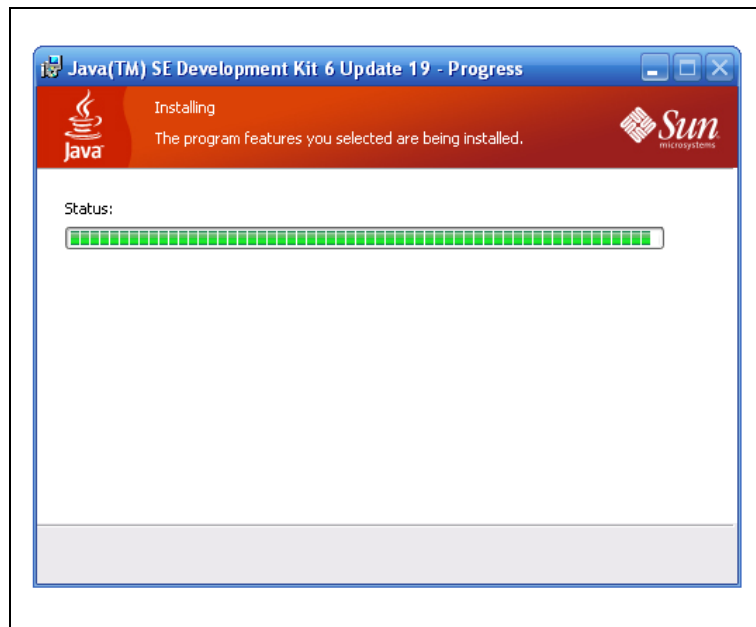 Java(TM) SE Development Kit 6 Update 19 - Progress
Java
Installing
The program features you selected are being installed.
Sun
microsystems
Status: